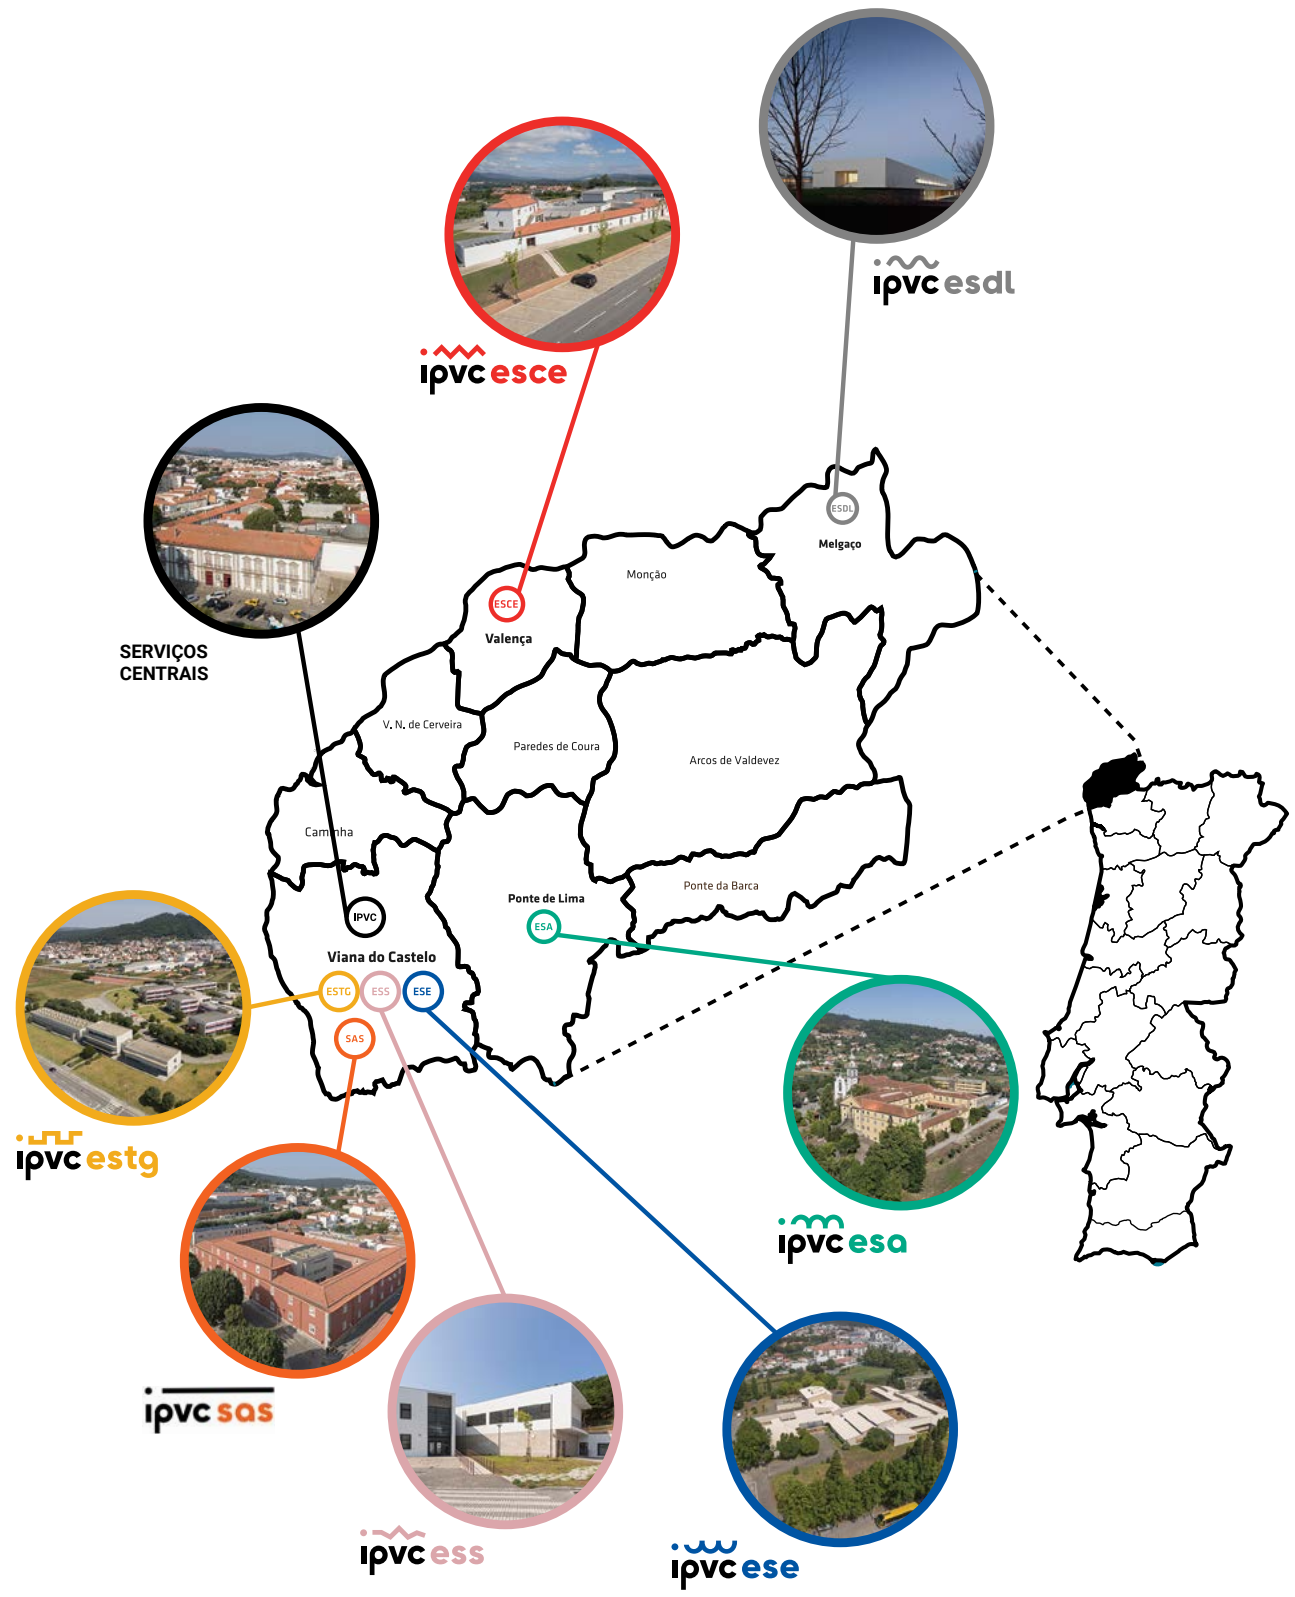 ipvc esdl
ipvc esce
ESDL
Melgaço
Monção
ESCE
Valença
SERVIÇOS
CENTRAIS
V. N. de Cerveira
Paredes de Coura
Arcos de Valdevez
Caminha
Ponte da Barca
Ponte de Lima
ESA
IPVC
Viana do Castelo
ESTG
ESS
ESE
SAS
ipvc estg
ipvc esa
ipvc sas
ipvc ess
ipvc ese